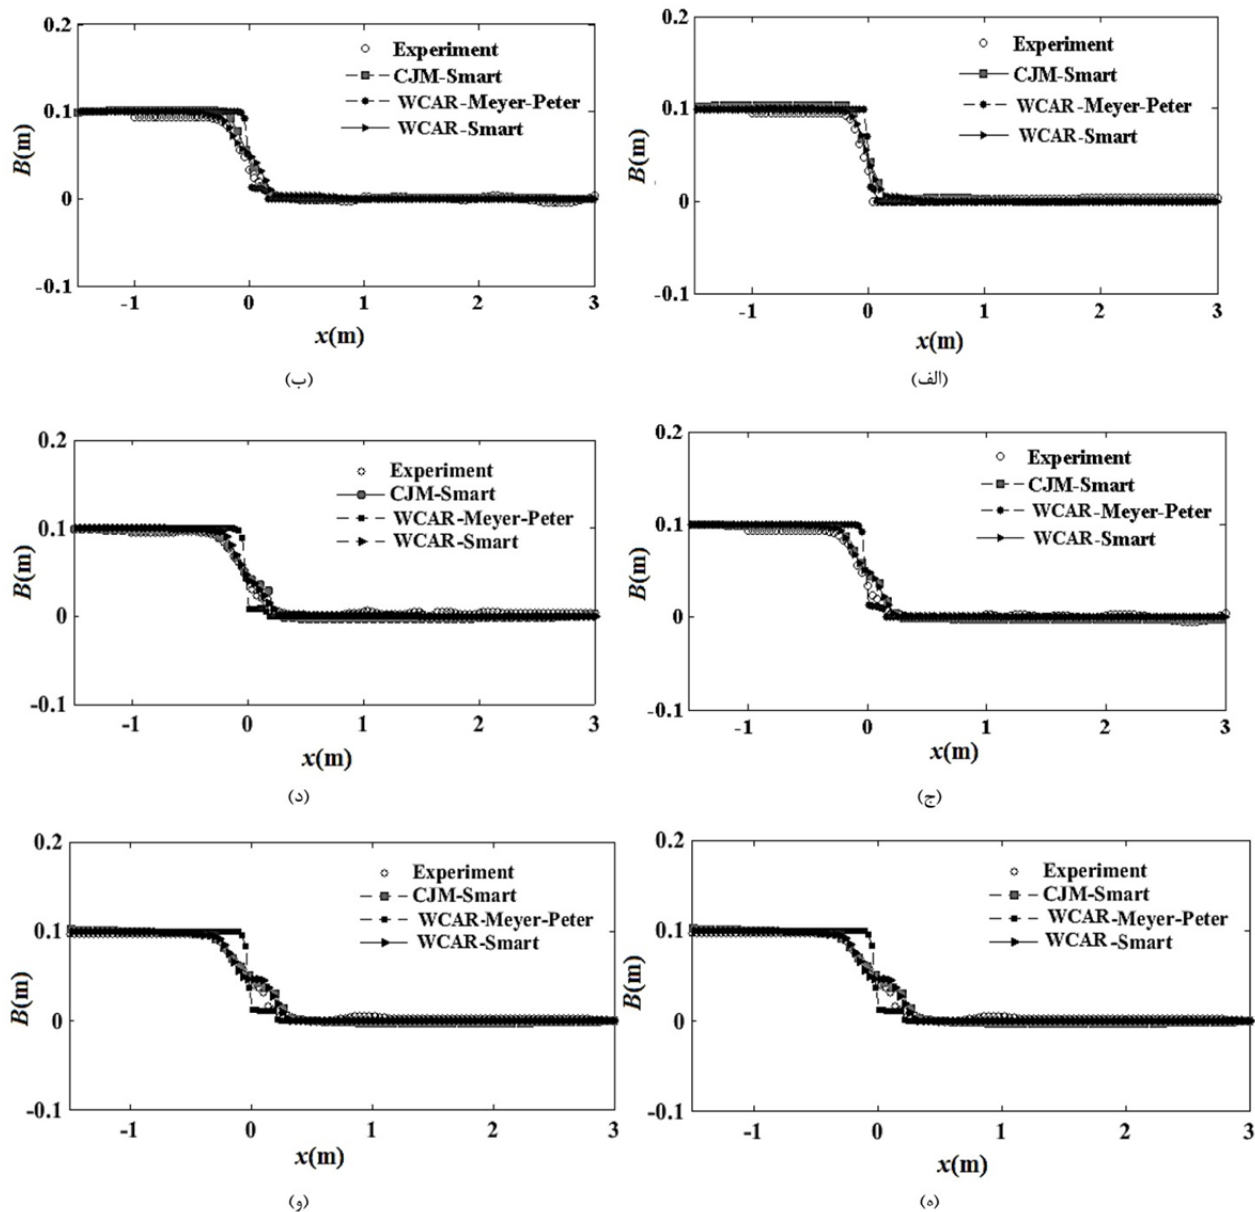 0.2
0.1
0
-0.1
B(m)
Experiment
CJM-Smart
WCAR-Meyer-Peter
WCAR-Smart
-1 0 1 2 3
x(m)
(الف)
0.2
0.1
0
-0.1
B(m)
Experiment
CJM-Smart
WCAR-Meyer-Peter
WCAR-Smart
-1 0 1 2 3
x(m)
(ب)
0.2
0.1
0
-0.1
B(m)
Experiment
CJM-Smart
WCAR-Meyer-Peter
WCAR-Smart
-1 0 1 2 3
x(m)
(ج)
0.2
0.1
0
-0.1
B(m)
Experiment
CJM-Smart
WCAR-Meyer-Peter
WCAR-Smart
-1 0 1 2 3
x(m)
(د)
0.2
0.1
0
-0.1
B(m)
Experiment
CJM-Smart
WCAR-Meyer-Peter
WCAR-Smart
-1 0 1 2 3
x(m)
(ه)
0.2
0.1
0
-0.1
B(m)
Experiment
CJM-Smart
WCAR-Meyer-Peter
WCAR-Smart
-1 0 1 2 3
x(m)
(و)